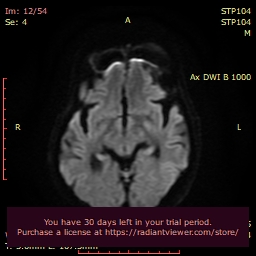 Im: 12/54
Se: 4
A
STP104
STP104
M
Ax DWI B 1000
R
L
You have 30 days left in your trial period.
Purchase a license at https://radiantviewer.com/store/